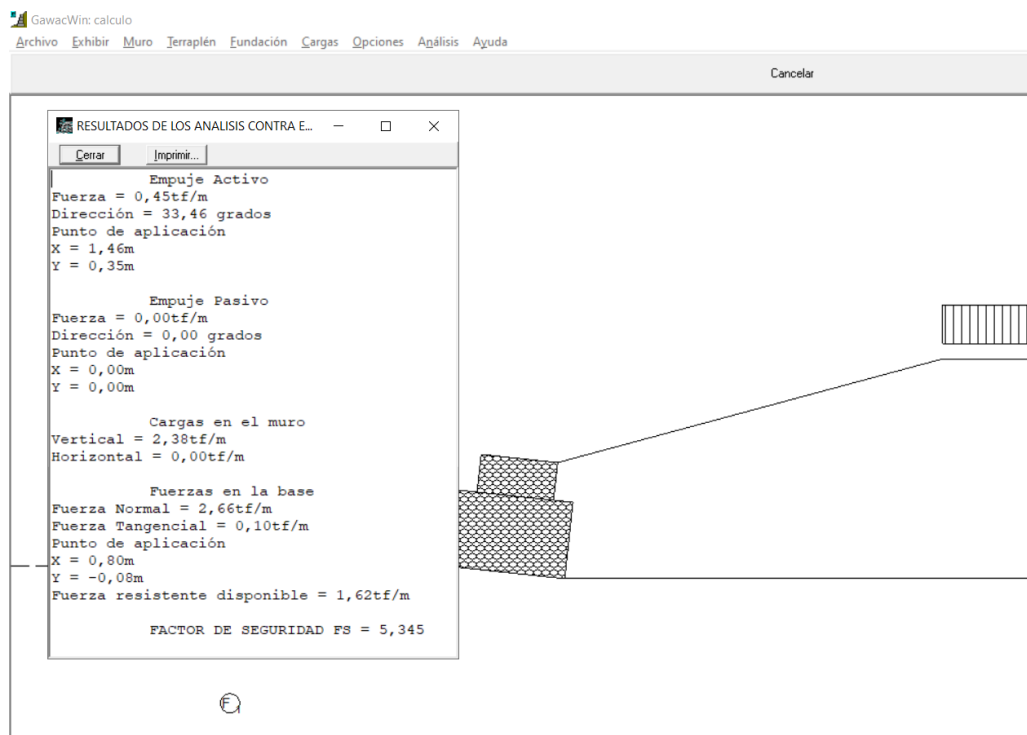 GawacWin: calculo
Archivo Exhibir Muro Terraplén Fundación Cargas Opciones Análisis Ayuda
Cancelar
RESULTADOS DE LOS ANALISIS CONTRA E...
Cerrar Imprimir...
Empuje Activo
Fuerza = 0,45tf/m
Dirección = 33,46 grados
Punto de aplicación
X = 1,46m
Y = 0,35m
Empuje Pasivo
Fuerza = 0,00tf/m
Dirección = 0,00 grados
Punto de aplicación
X = 0,00m
Y = 0,00m
Cargas en el muro
Vertical = 2,38tf/m
Horizontal = 0,00tf/m
Fuerzas en la base
Fuerza Normal = 2,66tf/m
Fuerza Tangencial = 0,10tf/m
Punto de aplicación
X = 0,80m
Y = -0,08m
Fuerza resistente disponible = 1,62tf/m
FACTOR DE SEGURIDAD FS = 5,345
F